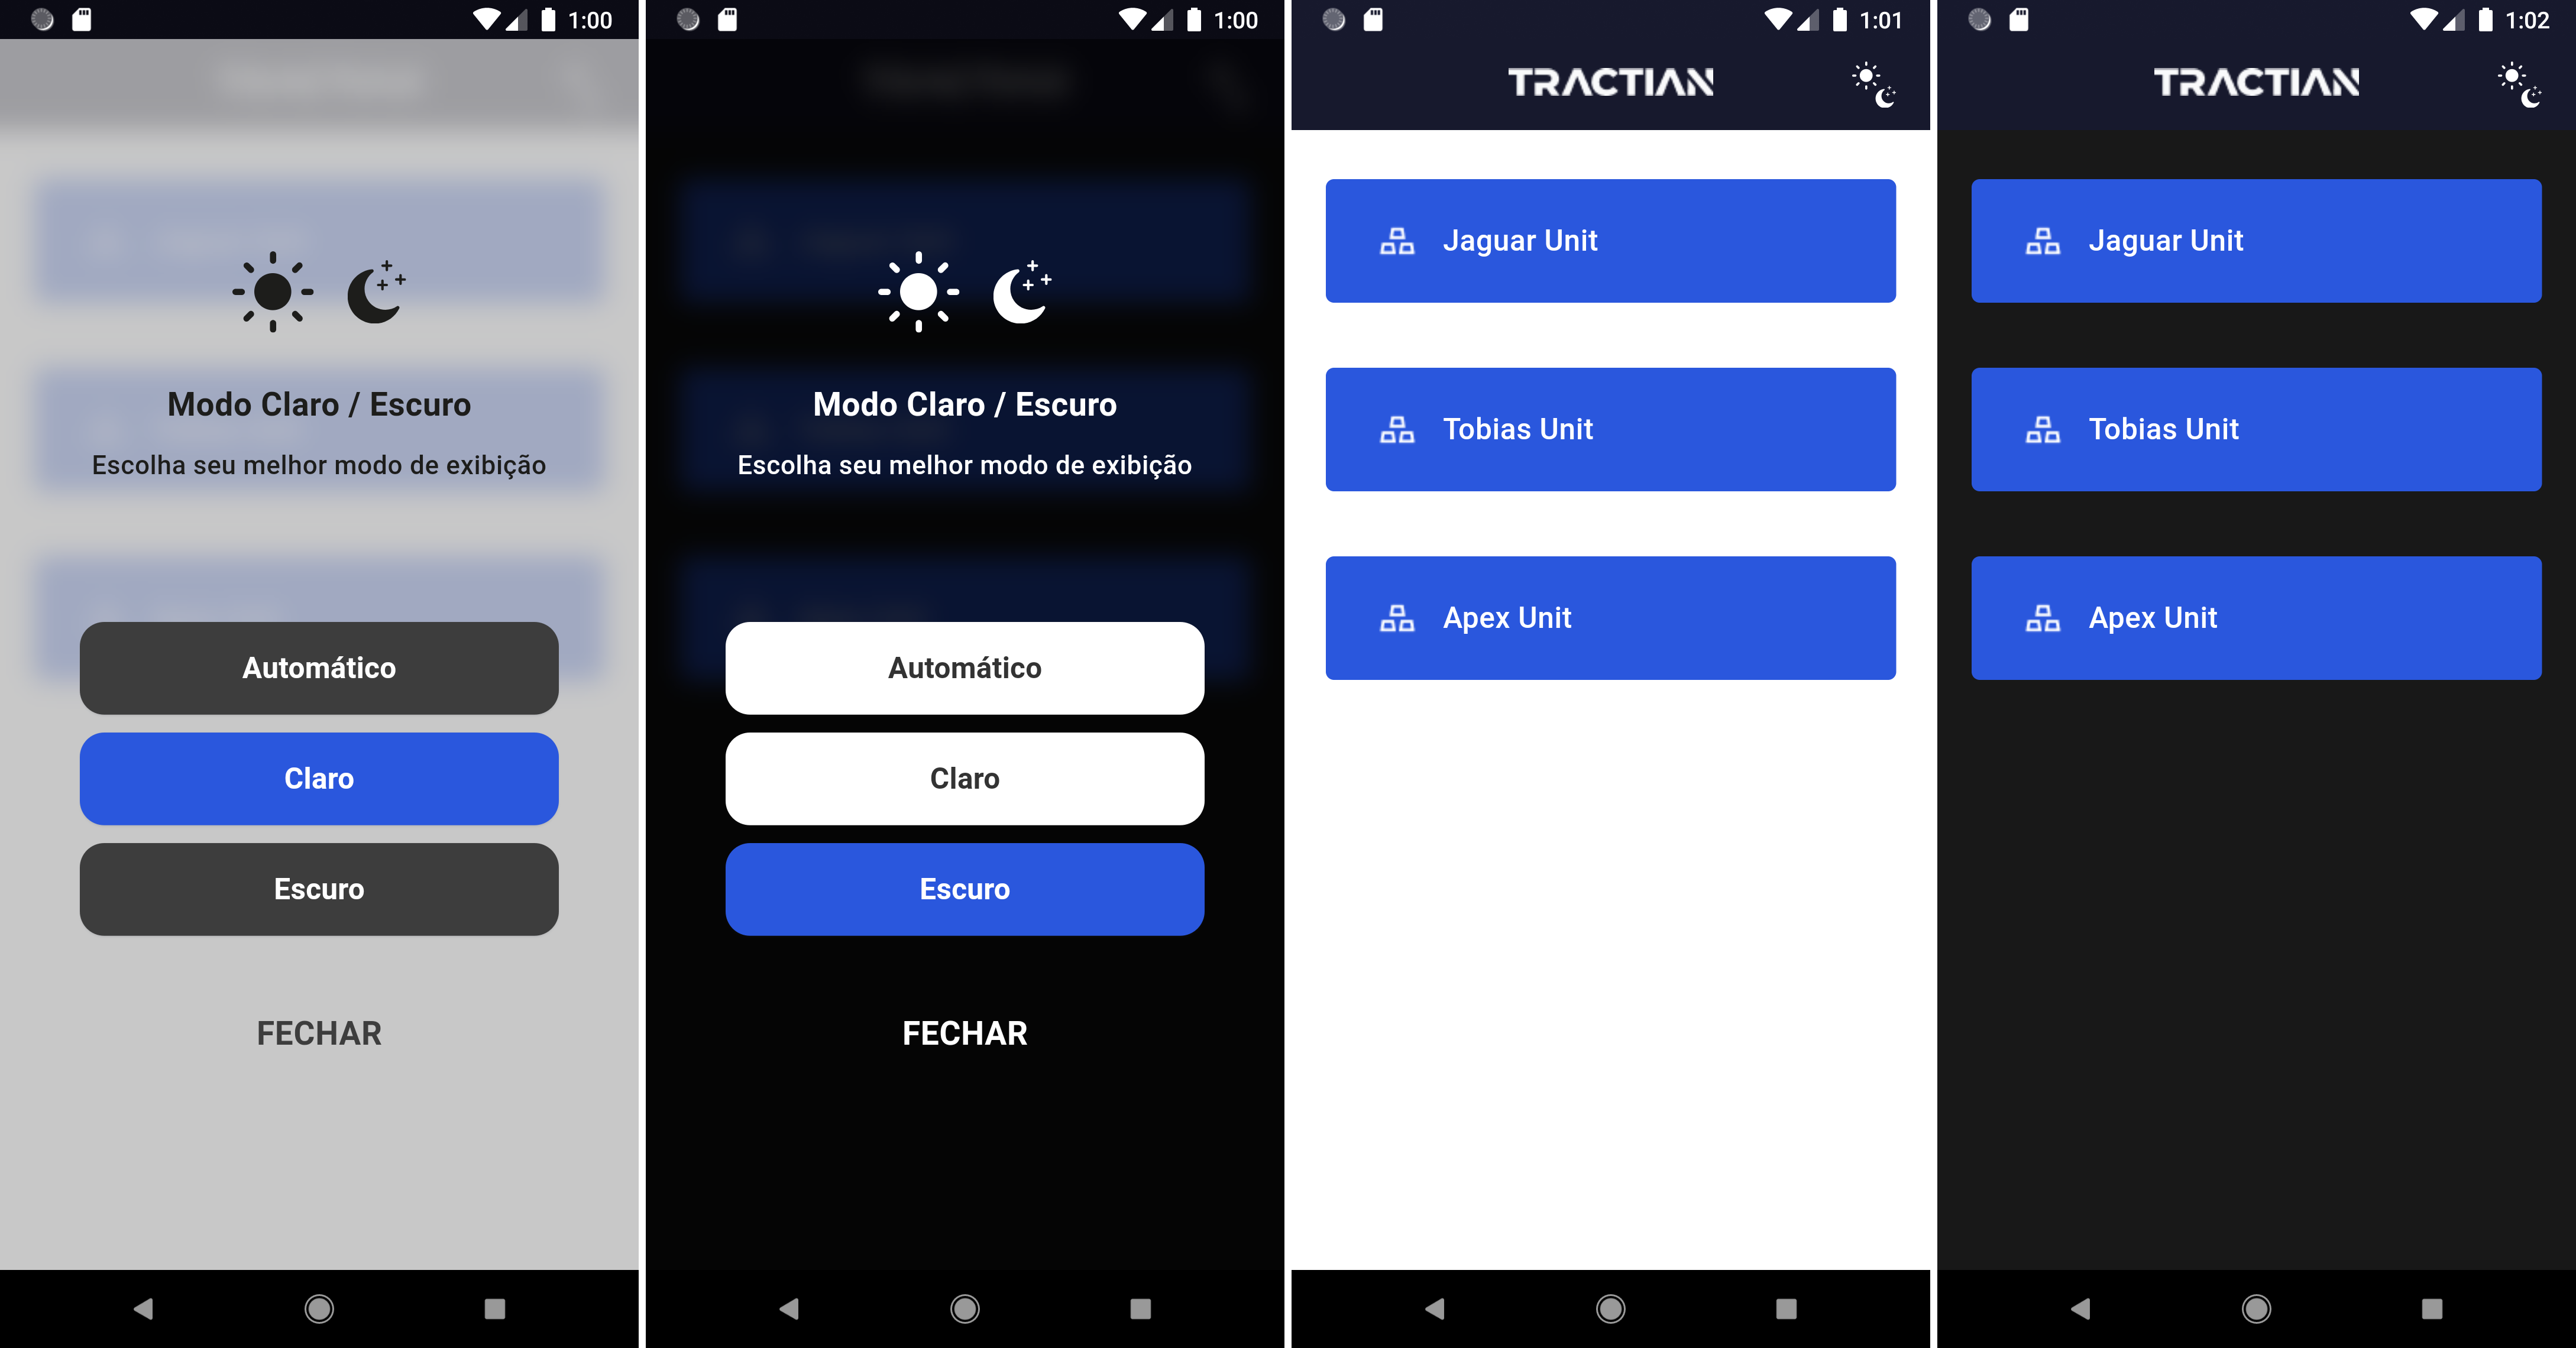 1:00
Modo Claro / Escuro
Escolha seu melhor modo de exibição
Automático
Claro
Escuro
FECHAR
1:00
Modo Claro / Escuro
Escolha seu melhor modo de exibição
Automático
Claro
Escuro
FECHAR
1:01
TRACTIAN
Jaguar Unit
Tobias Unit
Apex Unit
1:02
TRACTIAN
Jaguar Unit
Tobias Unit
Apex Unit